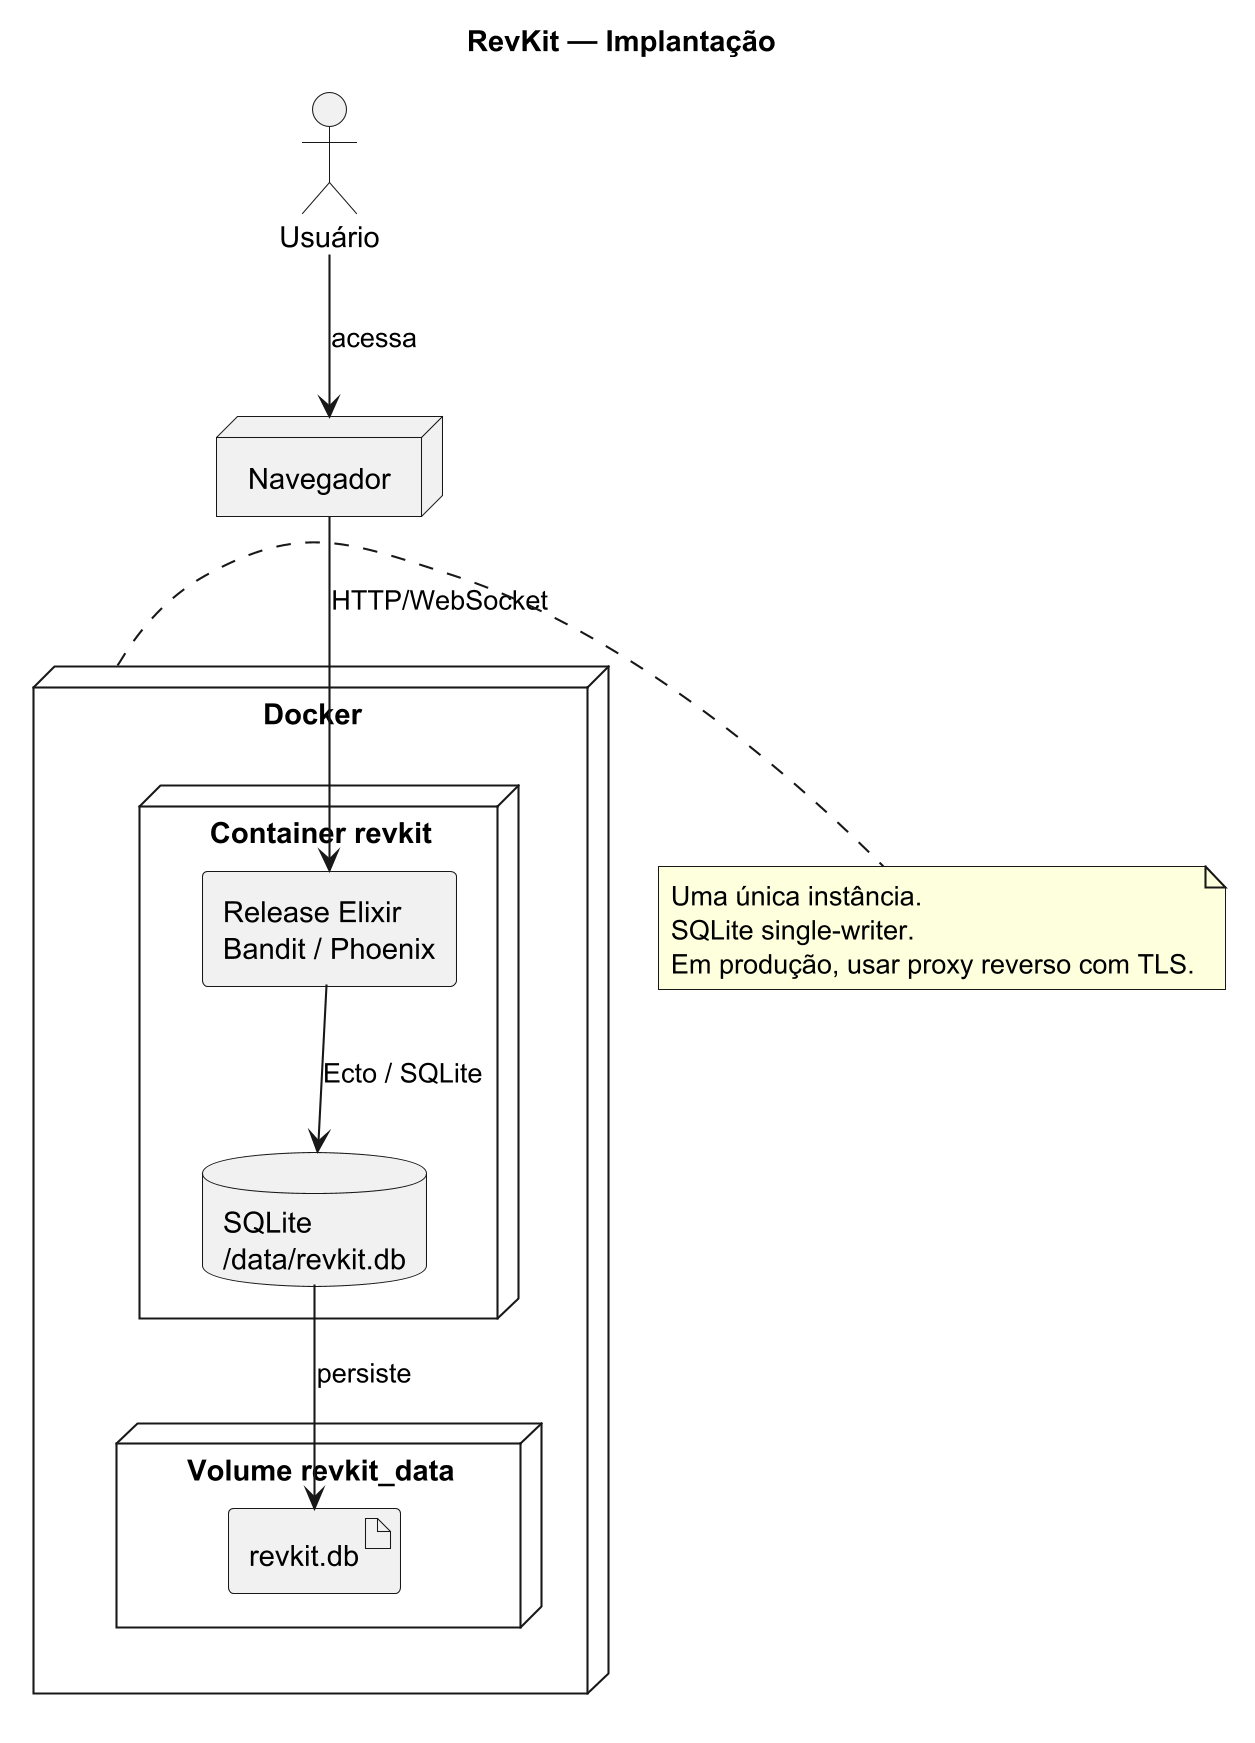 RevKit — Implantação
Usuário
acessa
Navegador
HTTP/WebSocket
Docker
Container revkit
Release Elixir
Bandit / Phoenix
Uma única instância.
SQLite single-writer.
Em produção, usar proxy reverso com TLS.
Ecto / SQLite
SQLite
/data/revkit.db
persiste
Volume revkit_data
revkit.db